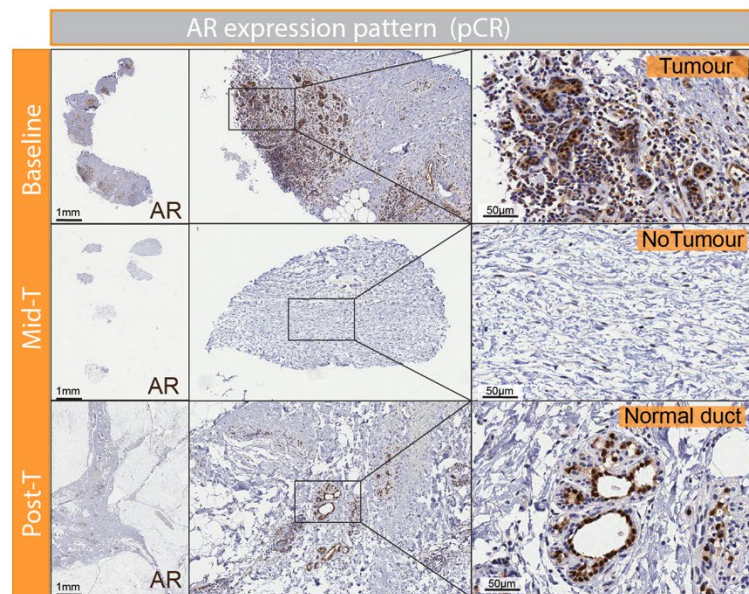 AR expression pattern (pCR)
Baseline
1mm
AR
Tumour
50µm
Mid-T
1mm
AR
NoTumour
50µm
Post-T
1mm
AR
Normal duct
50µm